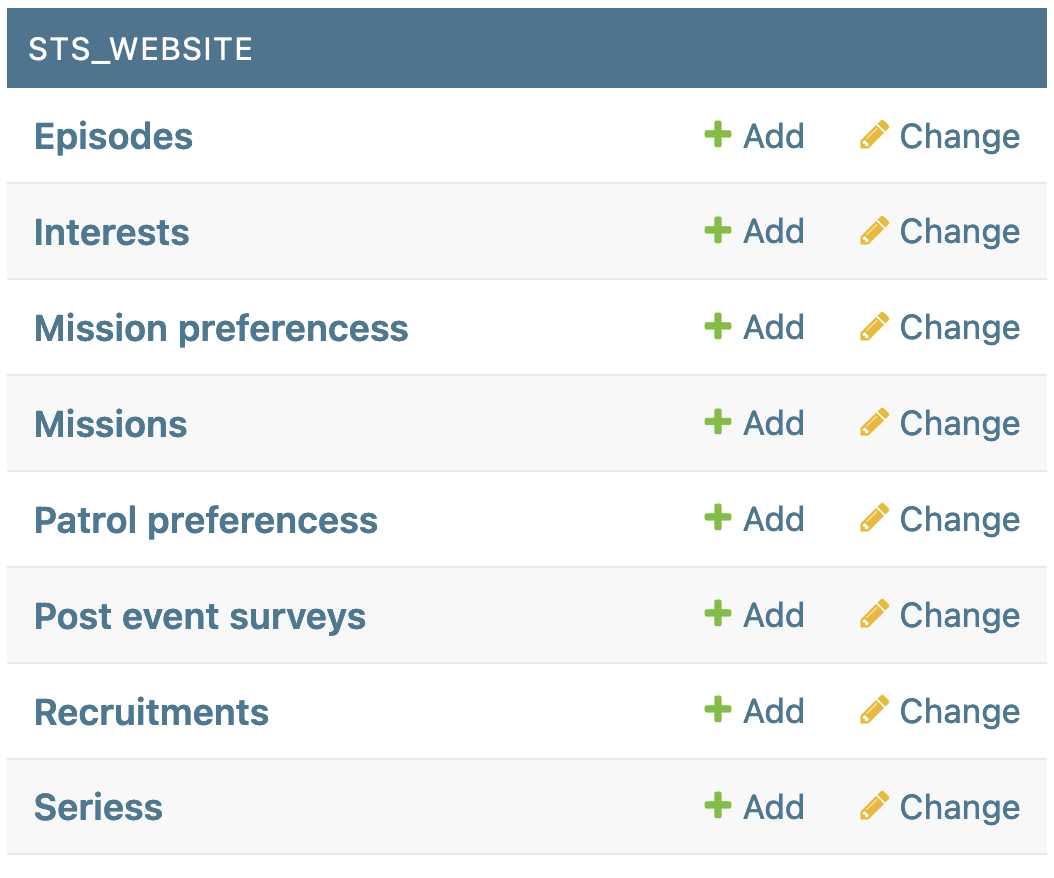 STS_WEBSITE
Episodes Add Change
Interests Add Change
Mission preferencess Add Change
Missions Add Change
Patrol preferencess Add Change
Post event surveys Add Change
Recruitments Add Change
Seriess Add Change